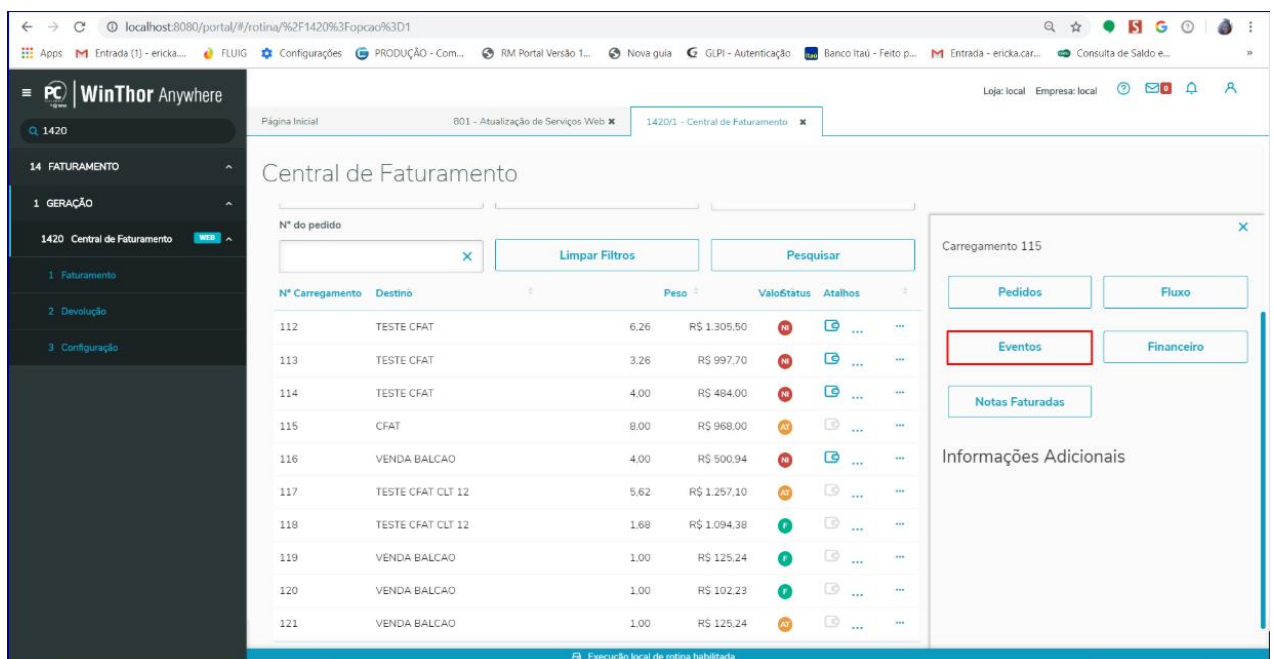 localhost:8080/portal/#/rotina/%2F1420%3Fopcao%3D1
Apps Entrada (1) - ericka.... FLUIG Configurações PRODUÇÃO - Com... RM Portal Versão 1... Nova guia GLPI - Autenticação Banco Itaú - Feito p... Entrada - ericka.car... Consulta de Saldo e... »
PC WinThor Anywhere
Loja: local Empresa: local
1420
Página Inicial 801 - Atualização de Serviços Web ✖ 1420/1 - Central de Faturamento ✖
14 FATURAMENTO
1 GERAÇÃO
1420 Central de Faturamento WEB
1 Faturamento
2 Devolução
3 Configuração
Central de Faturamento
N° do pedido
Limpar Filtros Pesquisar
N° Carregamento Destino Peso Valor Status Atalhos
112 TESTE CFAT 6,26 R$ 1.305,50 NI ... ...
113 TESTE CFAT 3,26 R$ 997,70 NI ... ...
114 TESTE CFAT 4,00 R$ 484,00 NI ... ...
115 CFAT 8,00 R$ 968,00 AT ... ...
116 VENDA BALCAO 4,00 R$ 500,94 NI ... ...
117 TESTE CFAT CLT 12 5,62 R$ 1.257,10 AT ... ...
118 TESTE CFAT CLT 12 1,68 R$ 1.094,38 F ... ...
119 VENDA BALCAO 1,00 R$ 125,24 F ... ...
120 VENDA BALCAO 1,00 R$ 102,23 F ... ...
121 VENDA BALCAO 1,00 R$ 125,24 AT ... ...
Carregamento 115
Pedidos Fluxo
Eventos Financeiro
Notas Faturadas
Informações Adicionais
Execução local de rotina habilitada